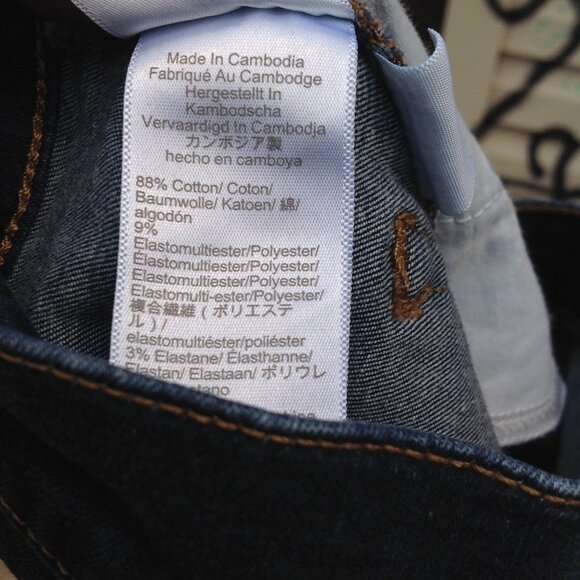 Made In Cambodia
Fabriqué Au Cambodge
Hergestellt In
Kambodscha
Vervaardigd in Cambodja
カンボジア製
hecho en camboya
88% Cotton/ Coton/
Baumwolle/ Katoen/ 綿/
algodón
9%
Elastomultiester/Polyester/
Élastomultiester/Polyester/
Elastomultiester/Polyester/
Elastomulti-ester/Polyester/
複合繊維 ( ポリエステ
ル ) /
elastomultiéster/poliéster
3% Elastane/ Élasthanne/
Elastan/ Elastaan/ ポリウレ